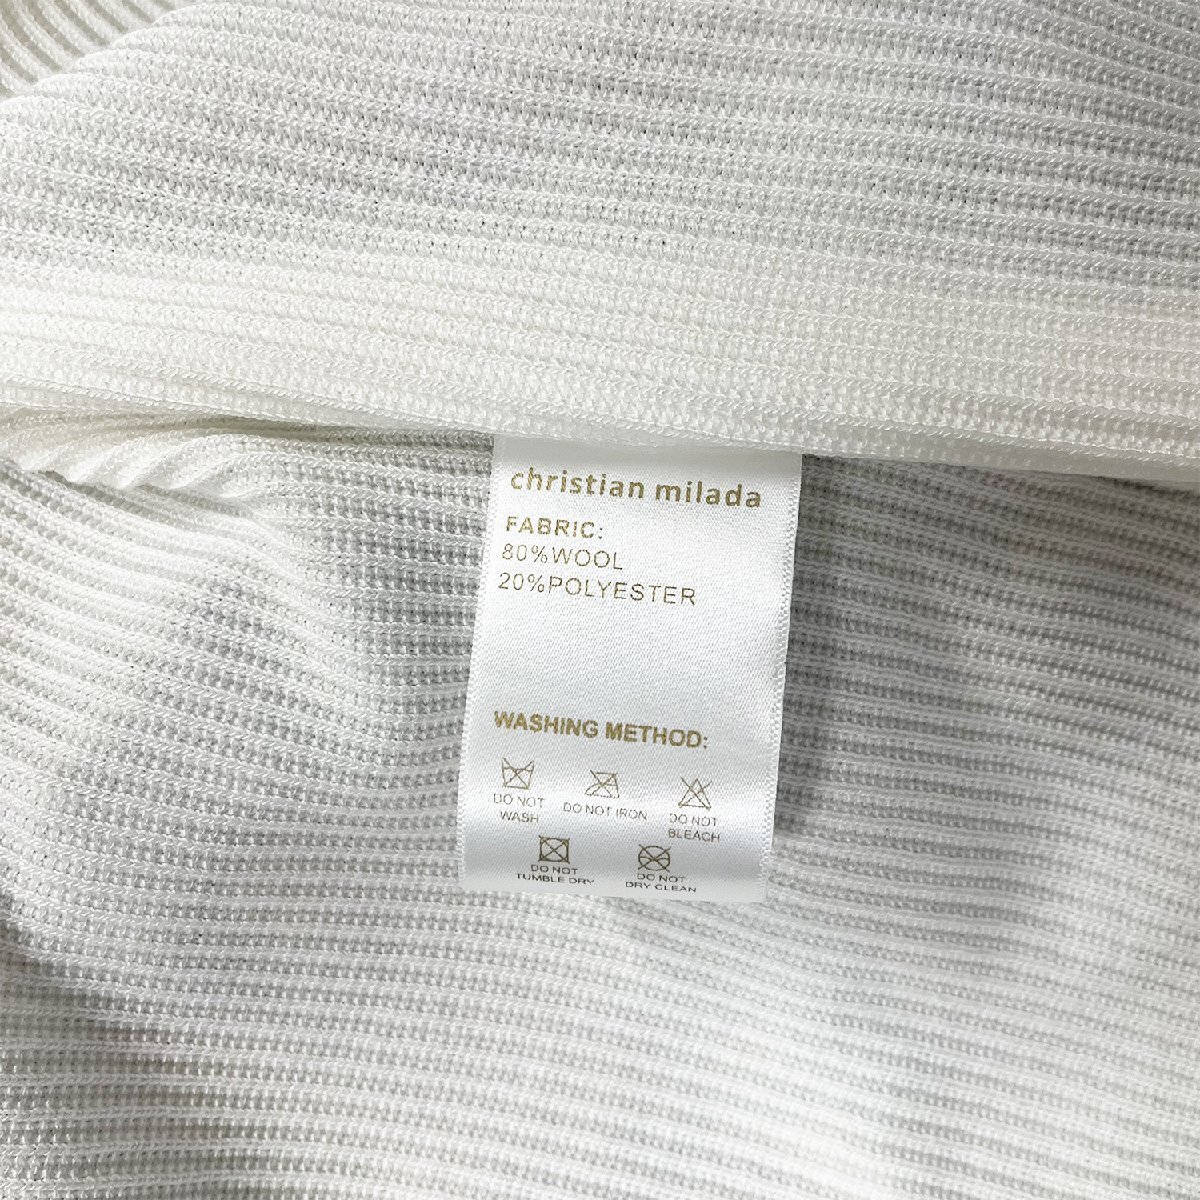 christian milada
FABRIC:
80%WOOL
20%POLYESTER
WASHING METHOD:
DO NOT
WASH
DO NOT IRON
DO NOT
BLEACH
DO NOT
TUMBLE DRY
DO NOT
DRY CLEAN